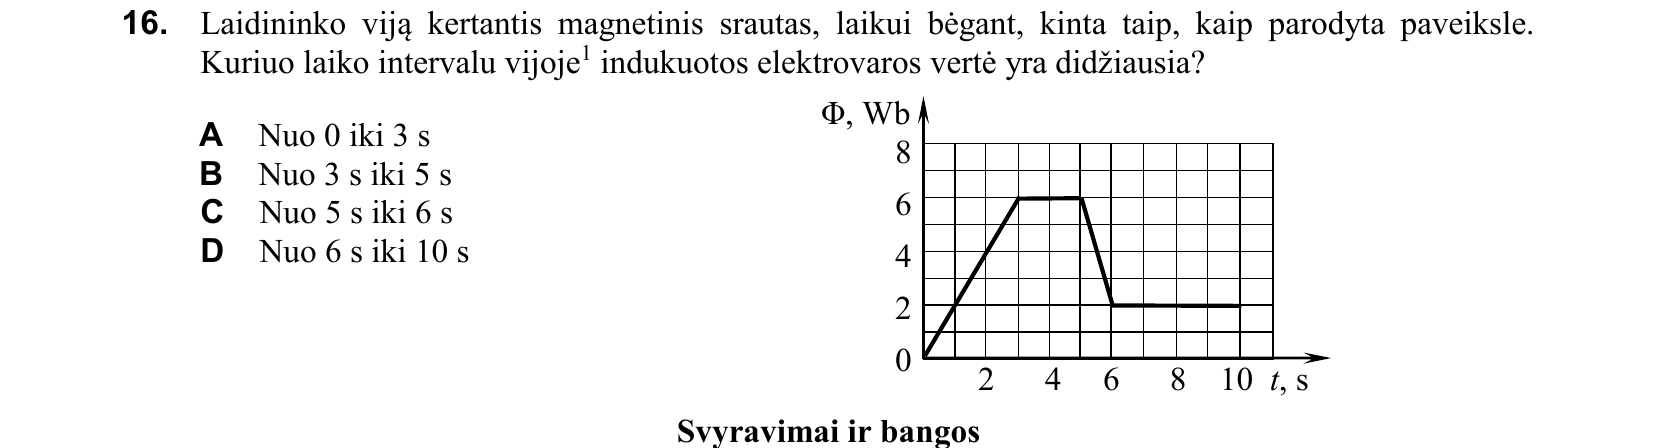 16. Laidininko viją kertantis magnetinis srautas, laikui bėgant, kinta taip, kaip parodyta paveiksle.
Kuriuo laiko intervalu vijoje¹ indukuotos elektrovaros vertė yra didžiausia?
A Nuo 0 iki 3 s
B Nuo 3 s iki 5 s
C Nuo 5 s iki 6 s
D Nuo 6 s iki 10 s
Φ, Wb
8
6
4
2
0
2 4 6 8 10 t, s
Svyravimai ir bangos